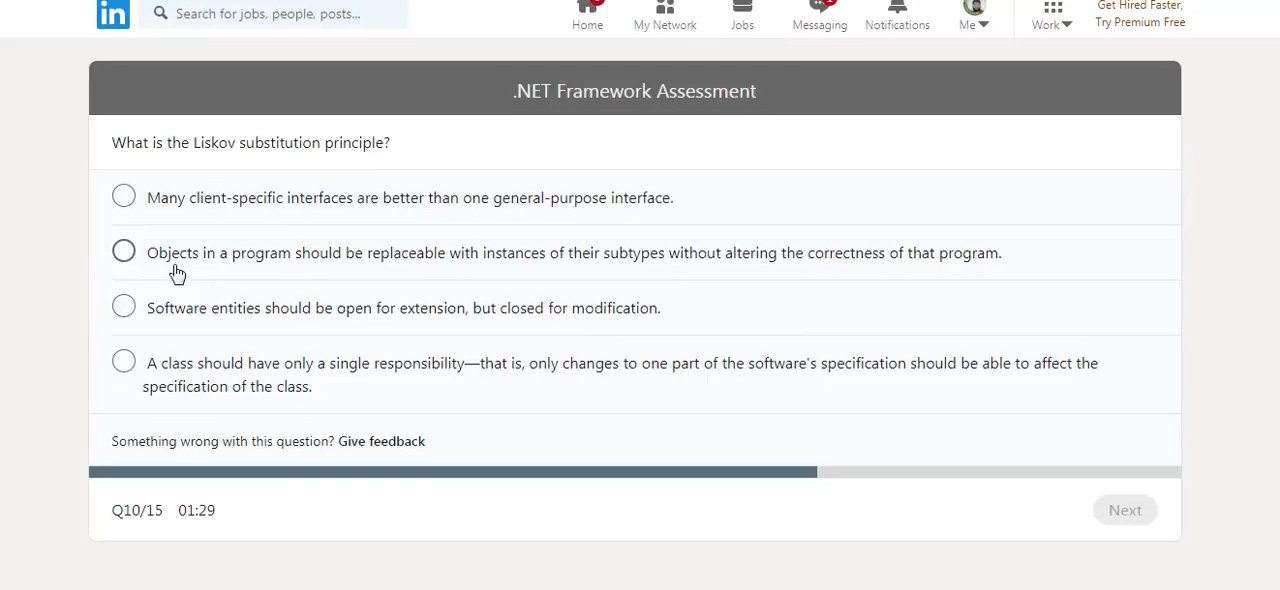 in
Search for jobs, people, posts...
Home
My Network
Jobs
Messaging
Notifications
Me
Work
Get Hired Faster,
Try Premium Free
.NET Framework Assessment
What is the Liskov substitution principle?
Many client-specific interfaces are better than one general-purpose interface.
Objects in a program should be replaceable with instances of their subtypes without altering the correctness of that program.
Software entities should be open for extension, but closed for modification.
A class should have only a single responsibility—that is, only changes to one part of the software's specification should be able to affect the
specification of the class.
Something wrong with this question? Give feedback
Q10/15 01:29
Next